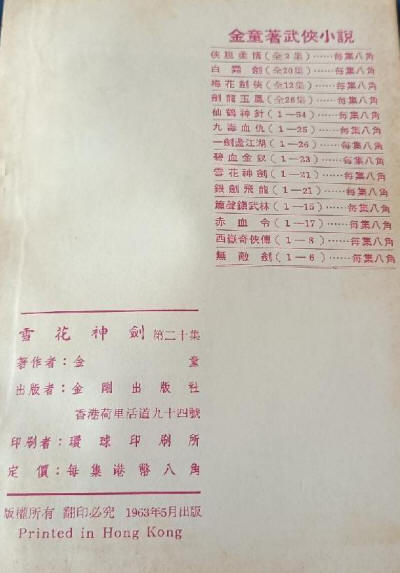 金童著武俠小說
俠風柔情(全2集)……每集八角
白霜劍(全20集)……每集八角
梅花劍俠(全12集)……每集八角
劍龍玉鳳(全26集)……每集八角
仙鶴神針(1—54)……每集八角
九毒血仇(1—25)……每集八角
一劍盪江湖(1—26)……每集八角
碧血金釵(1—23)……每集八角
雪花神劍(1—21)……每集八角
銀劍飛龍(1—21)……每集八角
簫聲鎮武林(1—15)……每集八角
赤血令(1—17)……每集八角
西嶽奇俠傳(1—8)……每集八角
無敵劍(1—6)……每集八角
雪花神劍 第二十集
著作者:金童
出版者:金剛出版社
香港荷里活道九十四號
印刷者:環球印刷所
定價:每集港幣八角
版權所有 翻印必究 1963年5月出版
Printed in Hong Kong